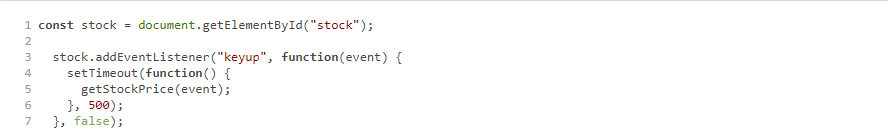 1 const stock = document.getElementById("stock");
2
3 stock.addEventListener("keyup", function(event) {
4 setTimeout(function() {
5 getStockPrice(event);
6 }, 500);
7 }, false);